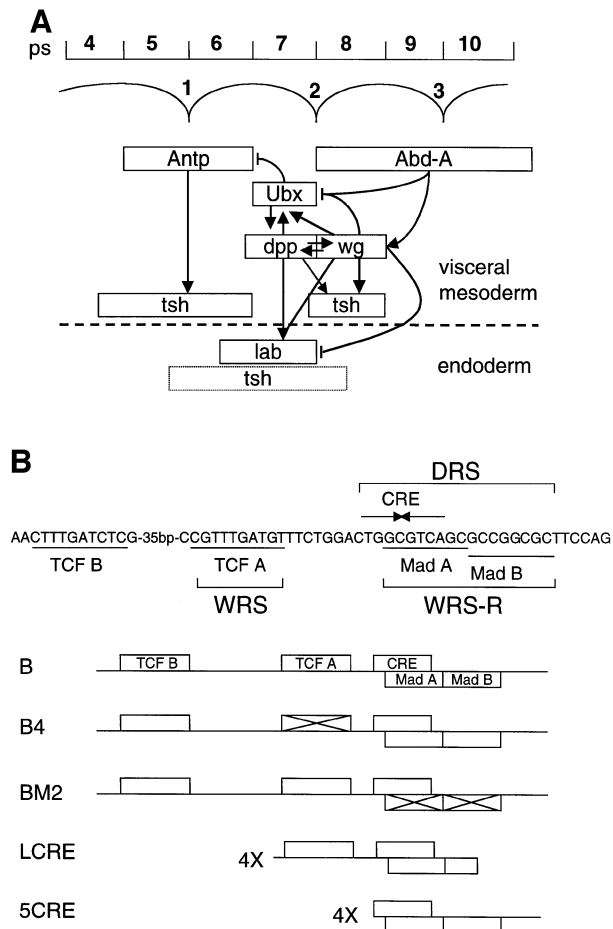 A
ps 4 5 6 7 8 9 10
1 2 3
Antp Abd-A
Ubx
dpp wg
visceral
mesoderm
tsh tsh
lab
endoderm
tsh
B
DRS
CRE
AACTTTGATCTCG-35bp-CCGTTTGATGTTTCTGGACTGGCGTCAGCGCCGGCGCTTCCAG
TCF B TCF A Mad A Mad B
WRS WRS-R
B TCF B TCF A CRE
Mad A Mad B
B4
BM2
LCRE 4X
5CRE 4X